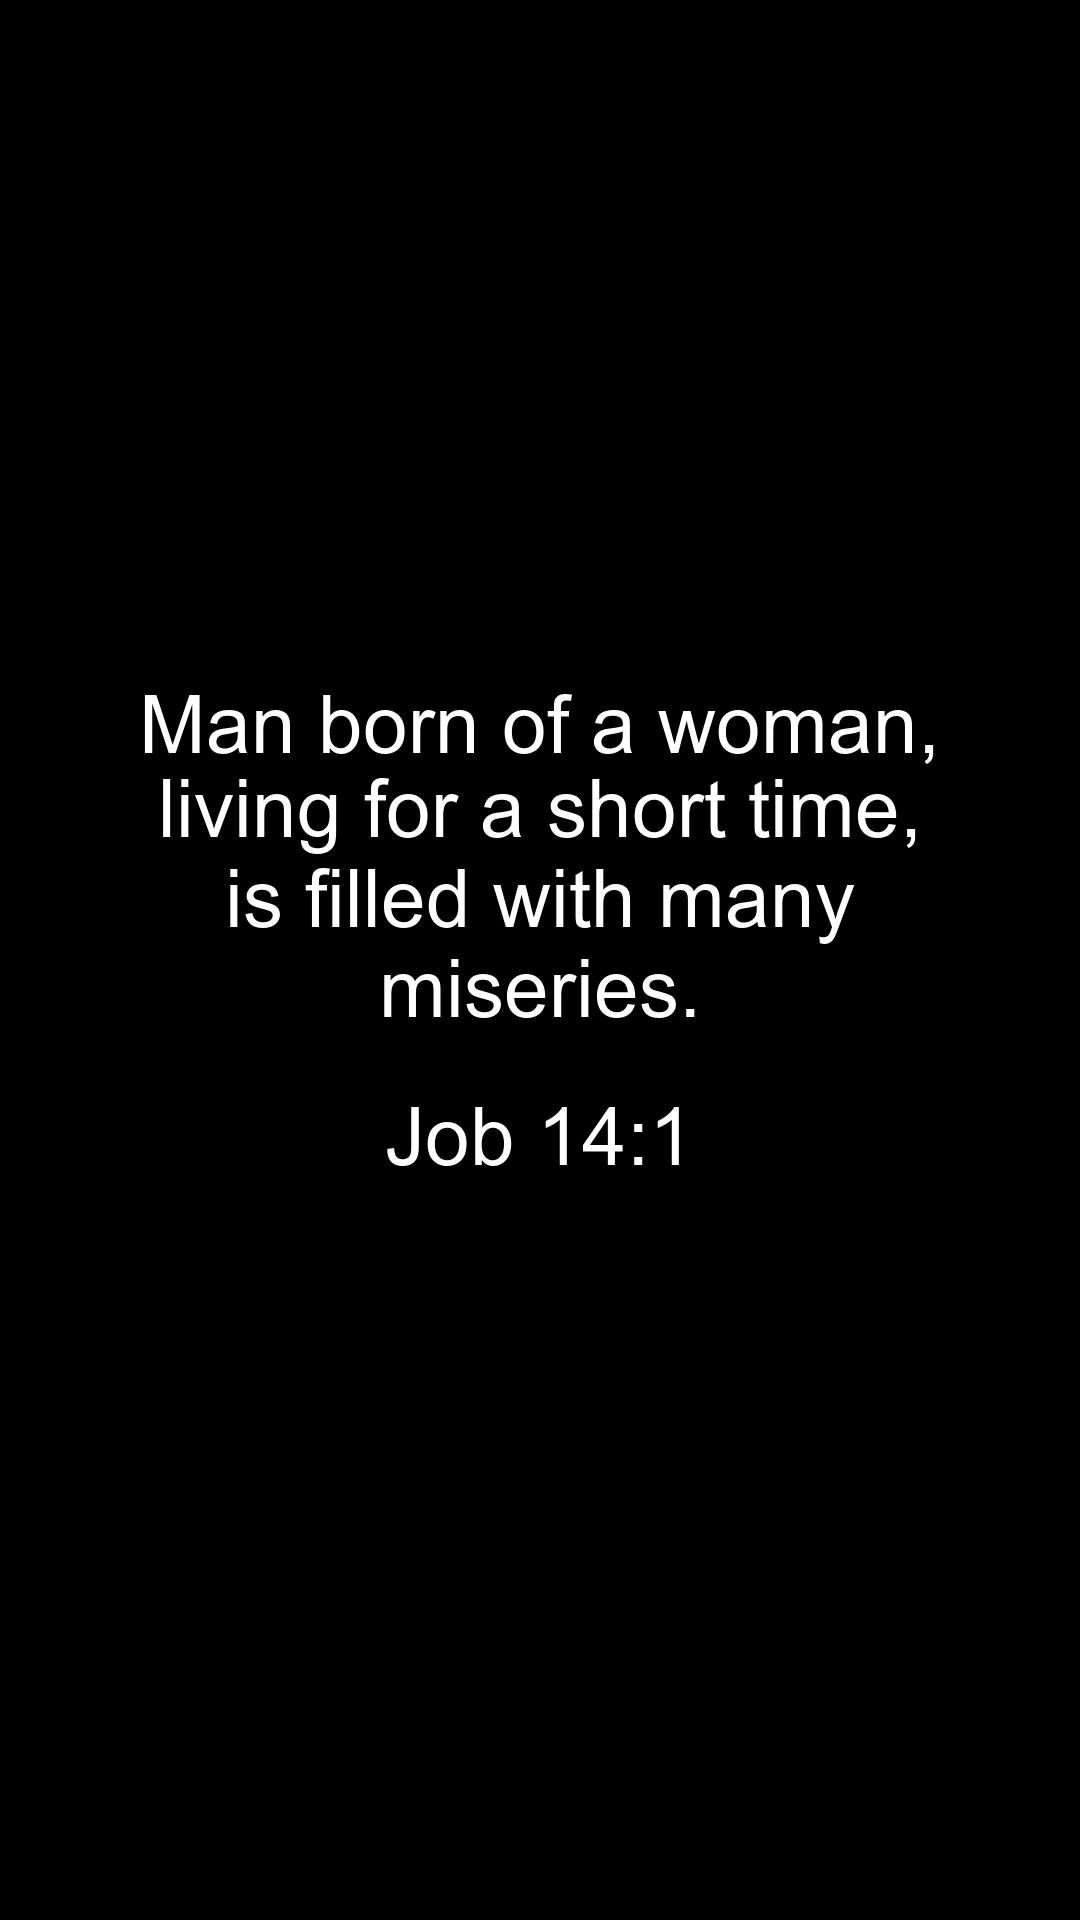 Man born of a woman,
living for a short time,
is filled with many
miseries.
Job 14:1